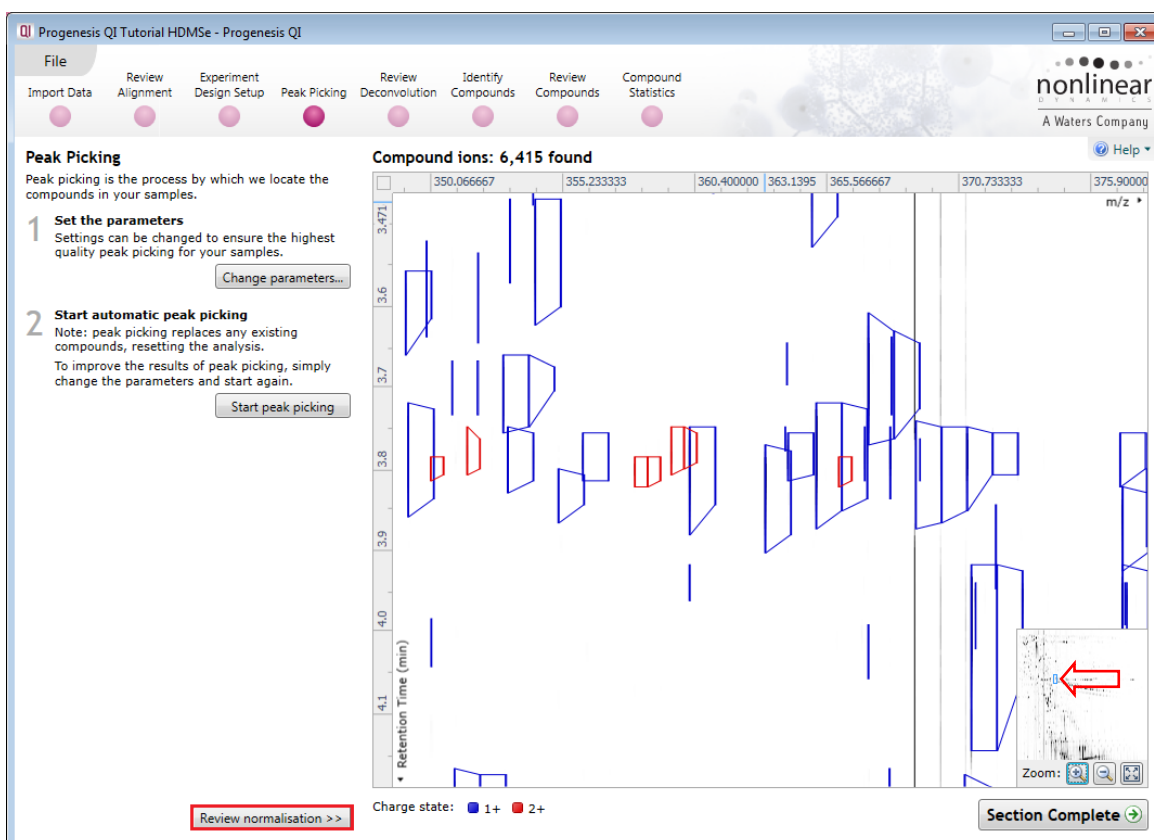 QI Progenesis QI Tutorial HDMSe - Progenesis QI
File
Import Data
Review
Alignment
Experiment
Design Setup
Peak Picking
Review
Deconvolution
Identify
Compounds
Review
Compounds
Compound
Statistics
nonlinear
DYNAMICS
A Waters Company
? Help
Peak Picking
Peak picking is the process by which we locate the
compounds in your samples.
1 Set the parameters
Settings can be changed to ensure the highest
quality peak picking for your samples.
Change parameters...
2 Start automatic peak picking
Note: peak picking replaces any existing
compounds, resetting the analysis.
To improve the results of peak picking, simply
change the parameters and start again.
Start peak picking
Review normalisation >>
Compound ions: 6,415 found
350.066667 355.233333 360.400000 363.1395 365.566667 370.733333 375.90000
m/z
3.471
3.6
3.7
3.8
3.9
4.0
4.1
Retention Time (min)
Zoom:
Charge state: 1+ 2+
Section Complete